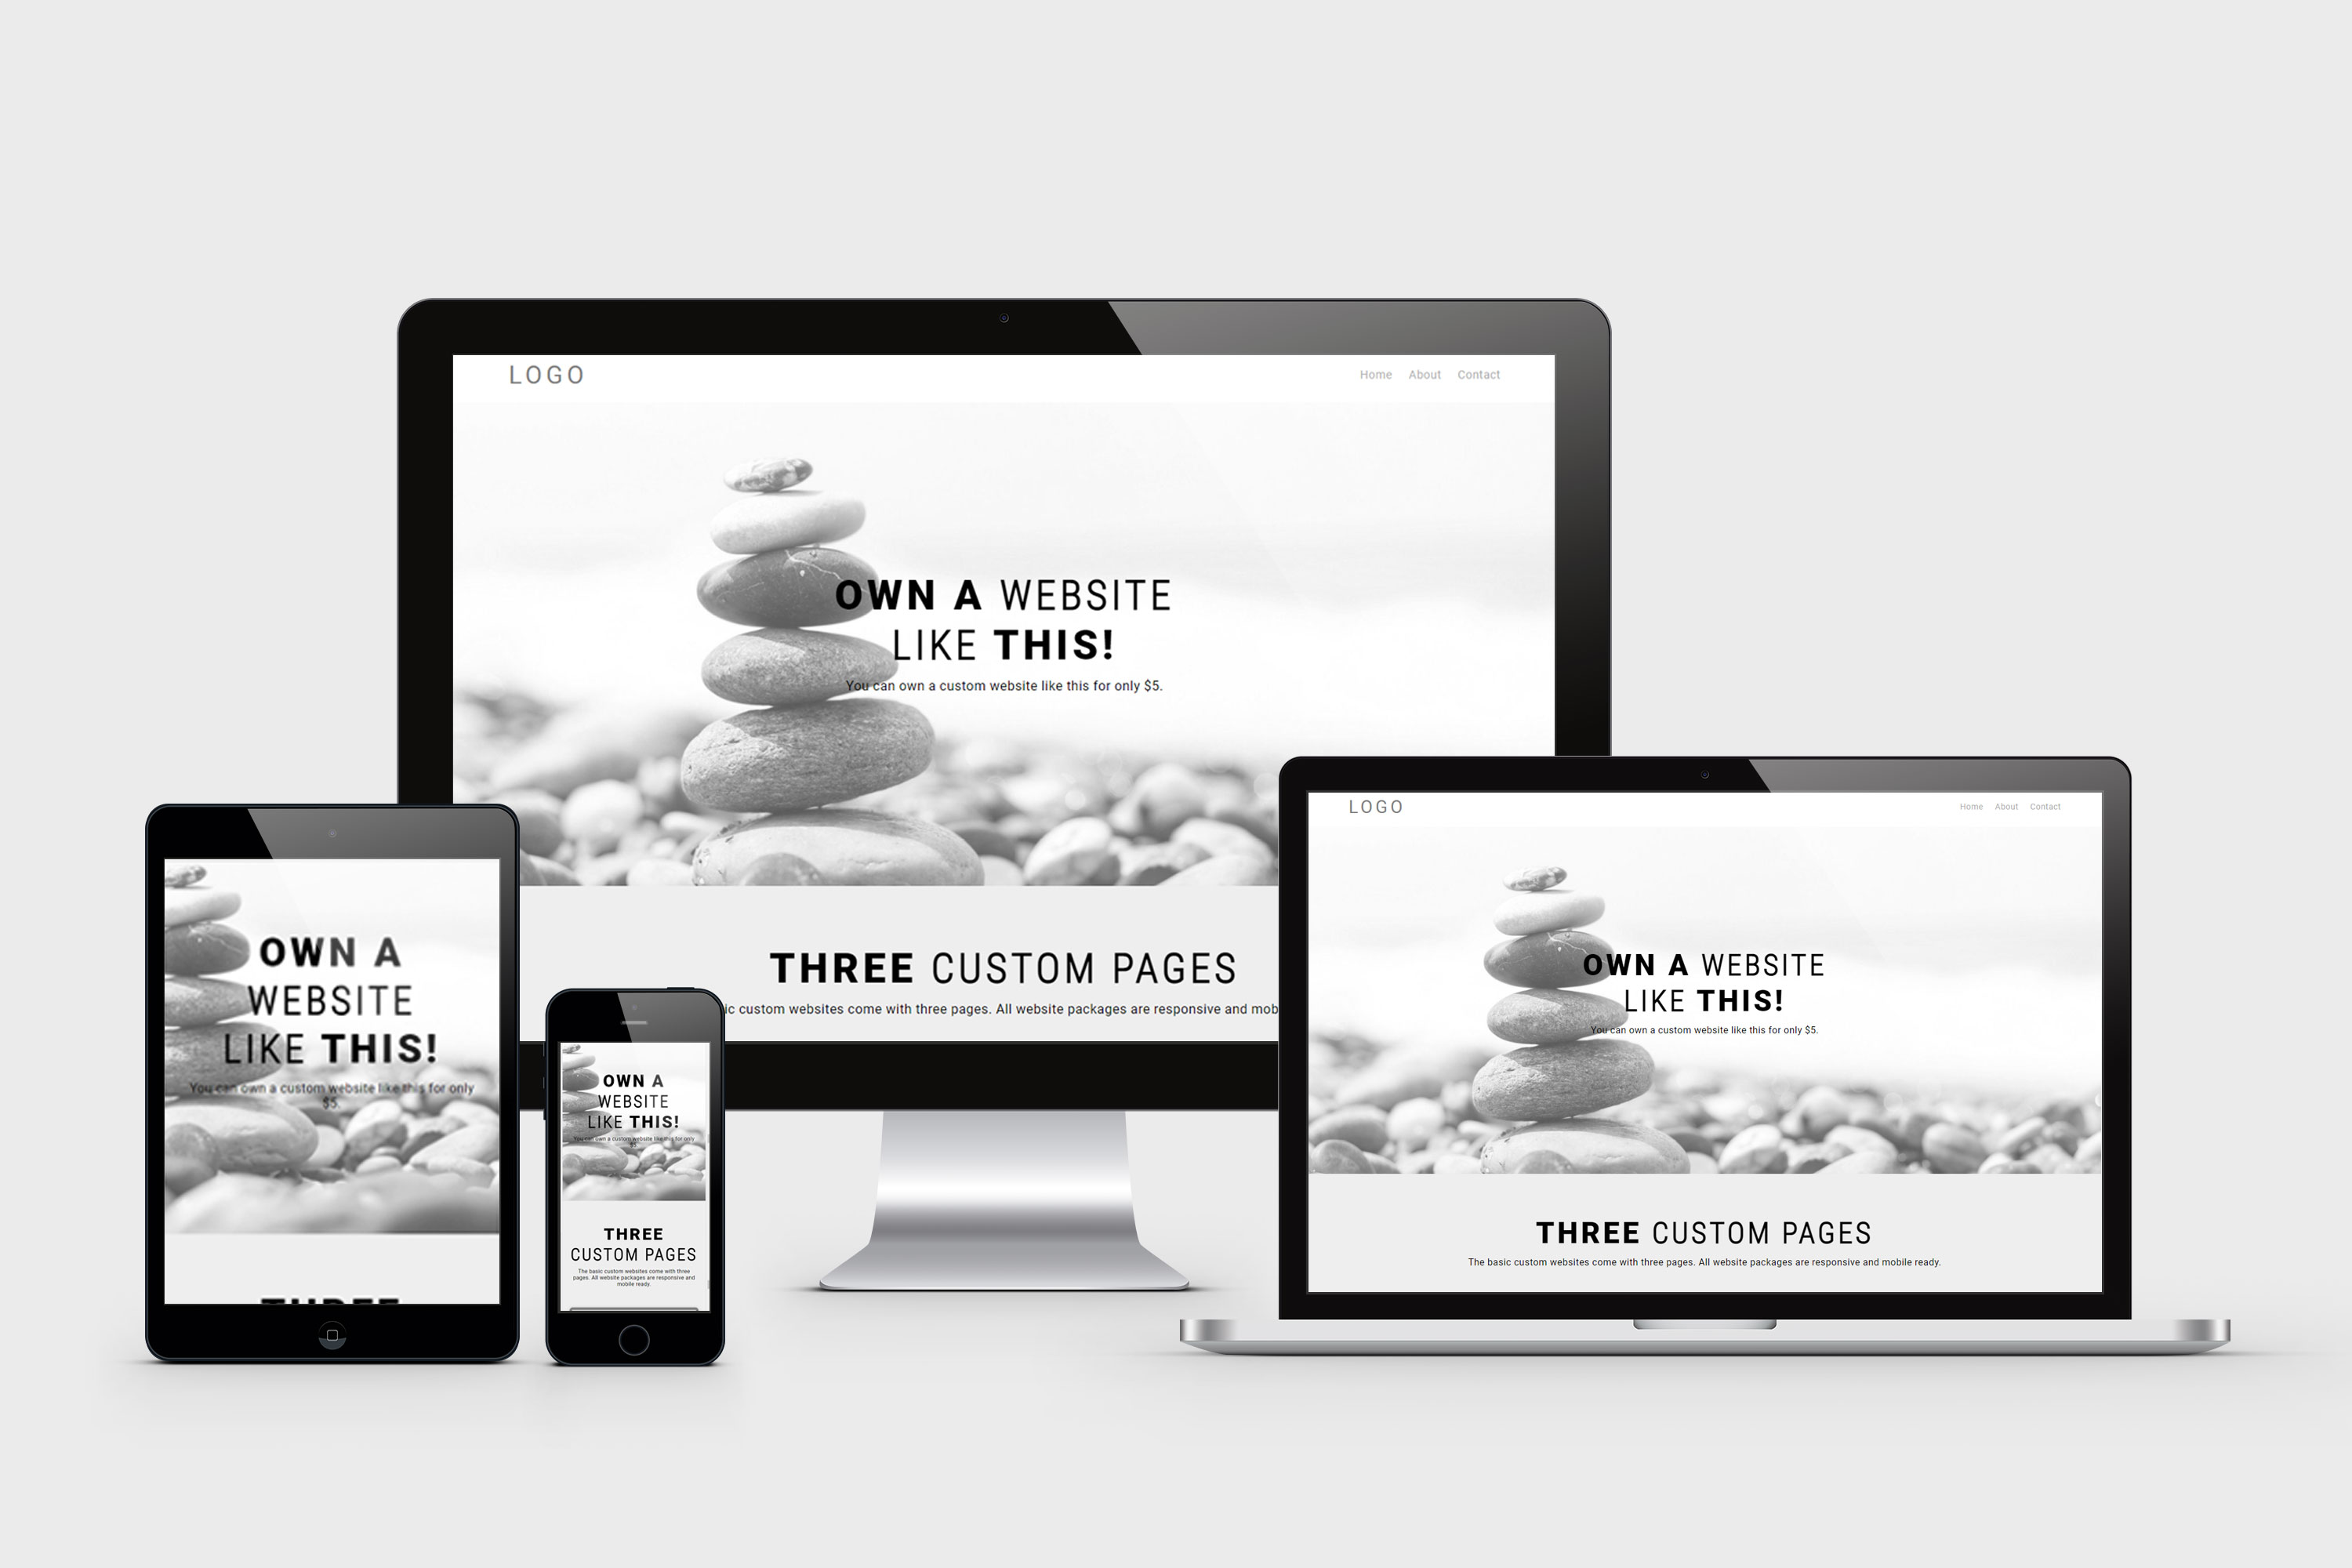 LOGO
Home About Contact
OWN A WEBSITE
LIKE THIS!
You can own a custom website like this for only $5.
THREE CUSTOM PAGES
custom websites come with three pages. All website packages are responsive and
LOGO
Home About Contact
OWN A WEBSITE
LIKE THIS!
You can own a custom website like this for only $5.
THREE CUSTOM PAGES
The basic custom websites come with three pages. All website packages are responsive and mobile ready.
OWN A
WEBSITE
LIKE THIS!
You can own a custom website like this for only
$5.
THREE
OWN A
WEBSITE
LIKE THIS!
You can own a custom website like this for only
$5.
THREE
CUSTOM PAGES
The basic custom websites come with three
pages. All website packages are responsive and
mobile ready.